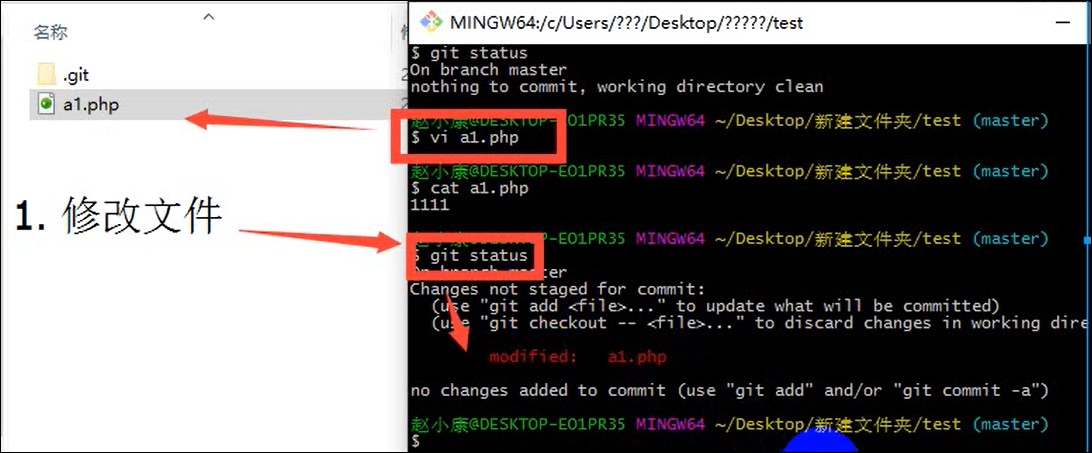 名称
.git
a1.php
1. 修改文件
MINGW64:/c/Users/???/Desktop/?????/test
$ git status
On branch master
nothing to commit, working directory clean
赵小康@DESKTOP-EO1PR35 MINGW64 ~/Desktop/新建文件夹/test (master)
$ vi a1.php
赵小康@DESKTOP-EO1PR35 MINGW64 ~/Desktop/新建文件夹/test (master)
$ cat a1.php
1111
赵小康@DESKTOP-EO1PR35 MINGW64 ~/Desktop/新建文件夹/test (master)
$ git status
On branch master
Changes not staged for commit:
(use "git add <file>..." to update what will be committed)
(use "git checkout -- <file>..." to discard changes in working dire
modified: a1.php
no changes added to commit (use "git add" and/or "git commit -a")
赵小康@DESKTOP-EO1PR35 MINGW64 ~/Desktop/新建文件夹/test (master)
$